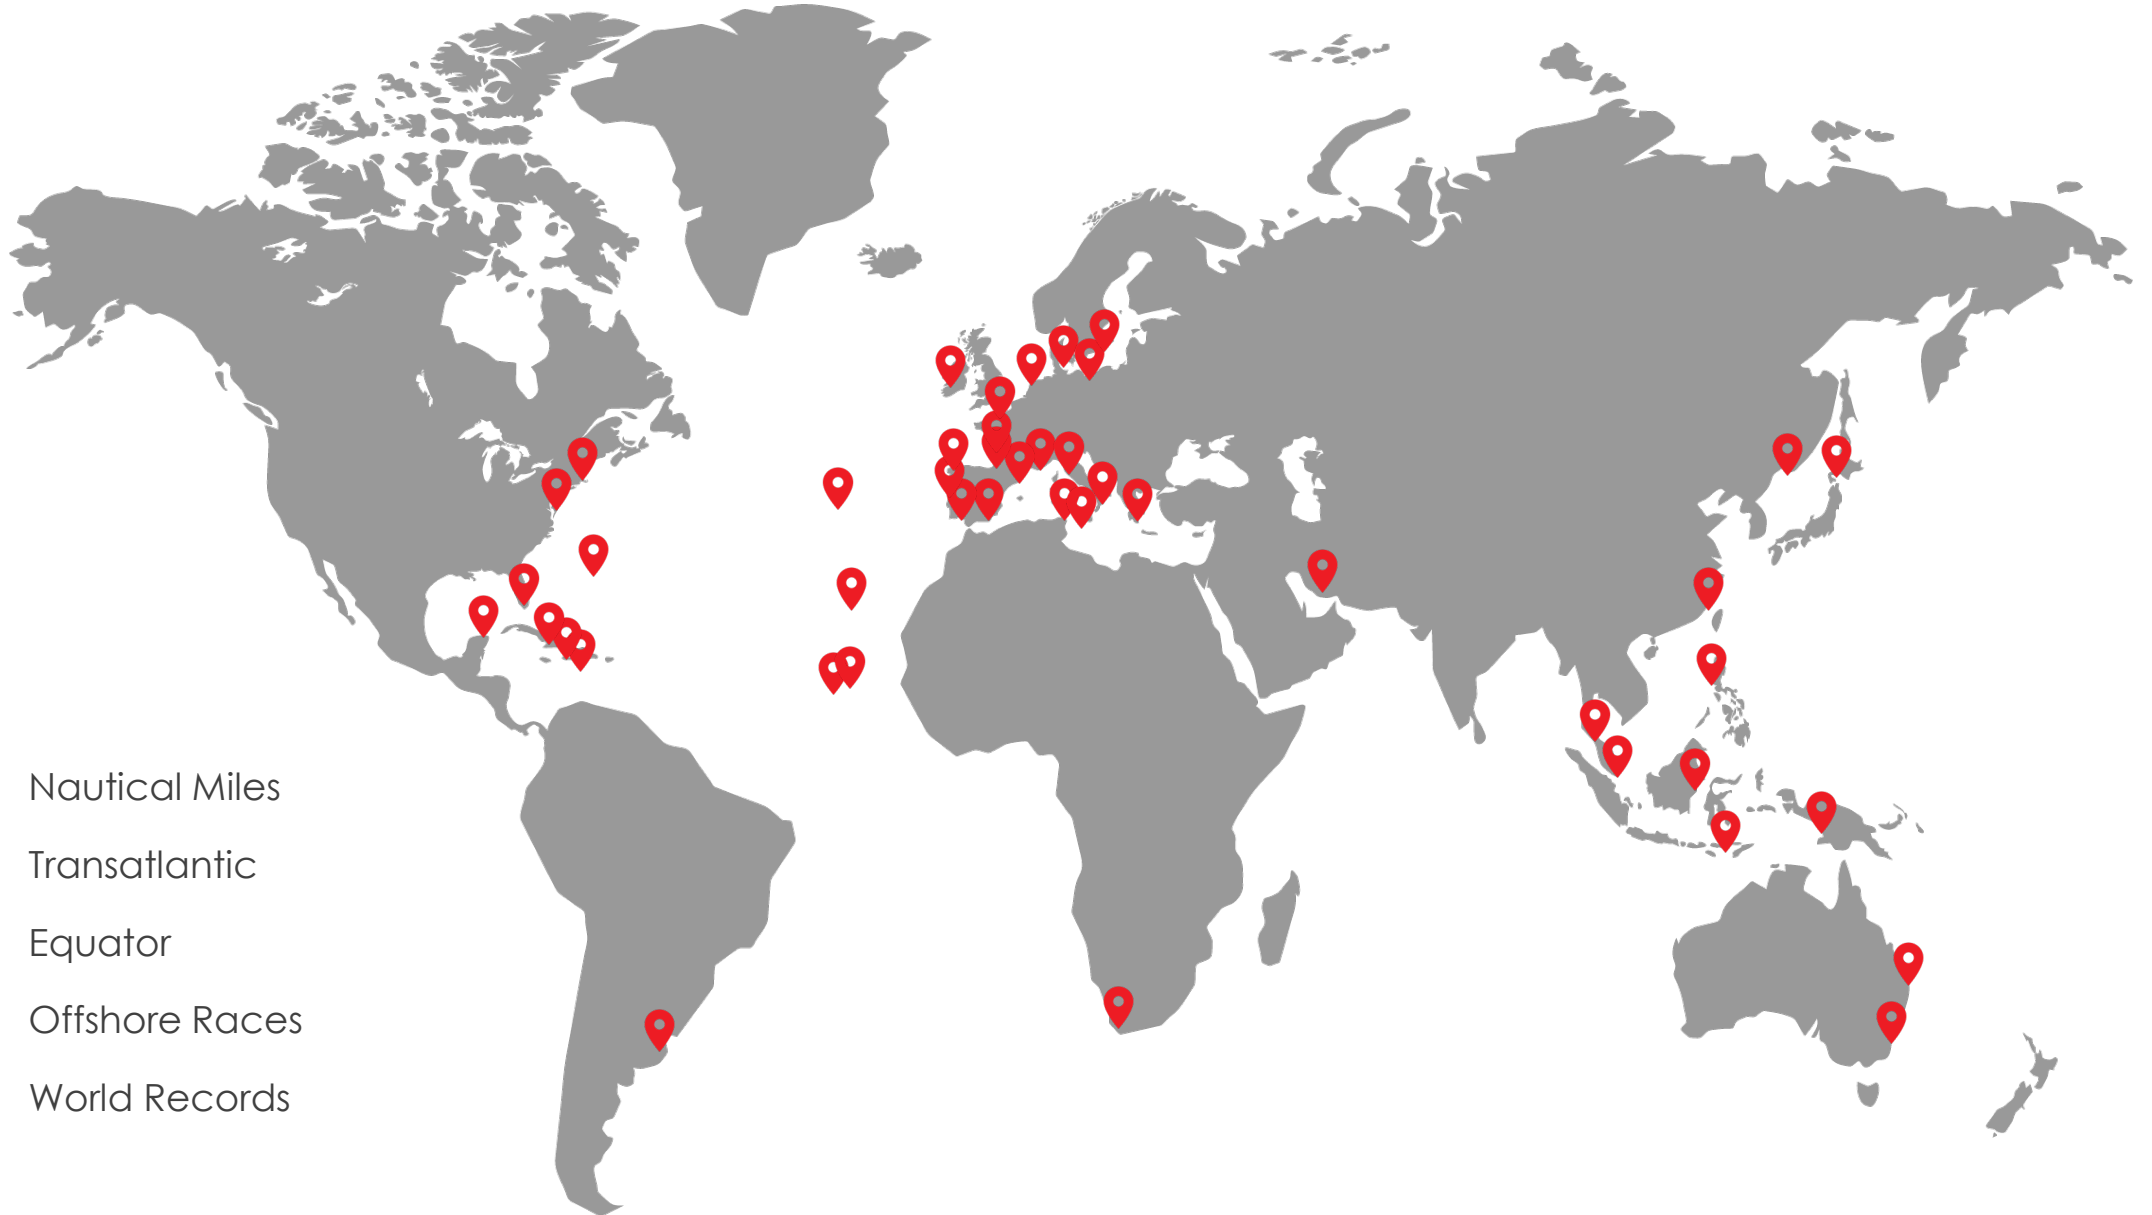 Nautical Miles
Transatlantic
Equator
Offshore Races
World Records